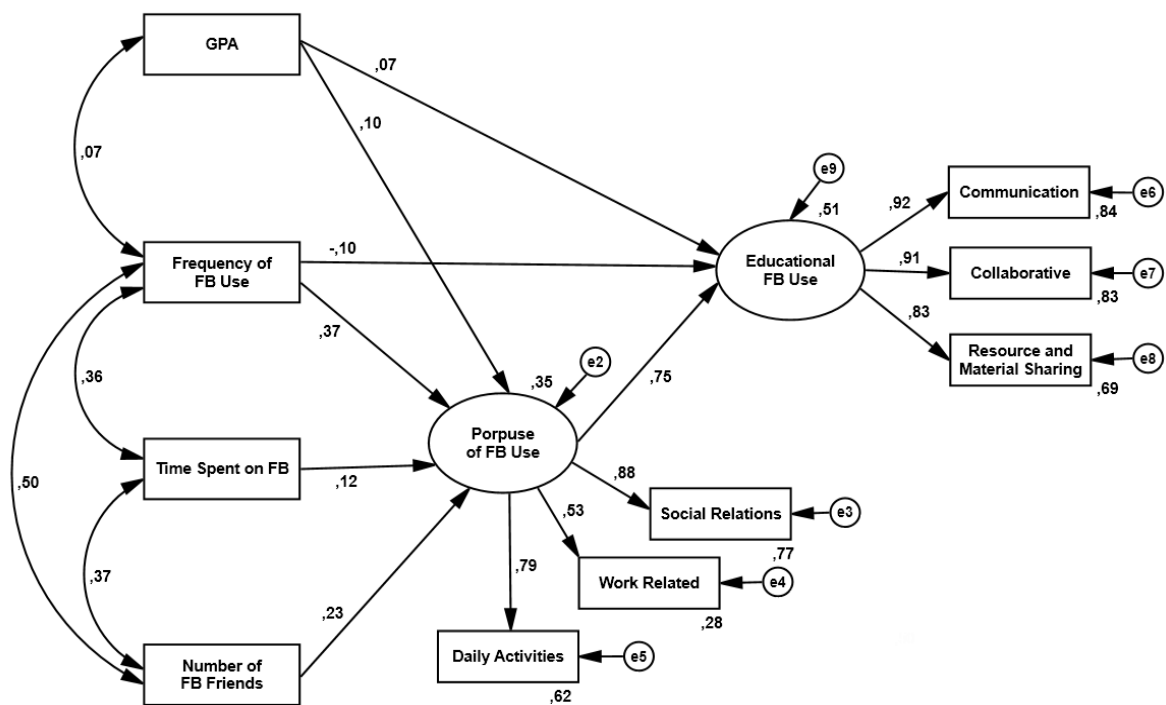 GPA
,07
,10
,07
e9
,51
Communication
e6
,92
,84
Frequency of
FB Use
-,10
Educational
FB Use
,91
Collaborative
e7
,83
,37
,83
Resource and
Material Sharing
e8
,69
,36
,35
e2
,75
Porpuse
of FB Use
Time Spent on FB
,12
,50
,88
Social Relations
e3
,77
,53
,37
,79
Work Related
e4
,28
,23
Daily Activities
e5
,62
Number of
FB Friends